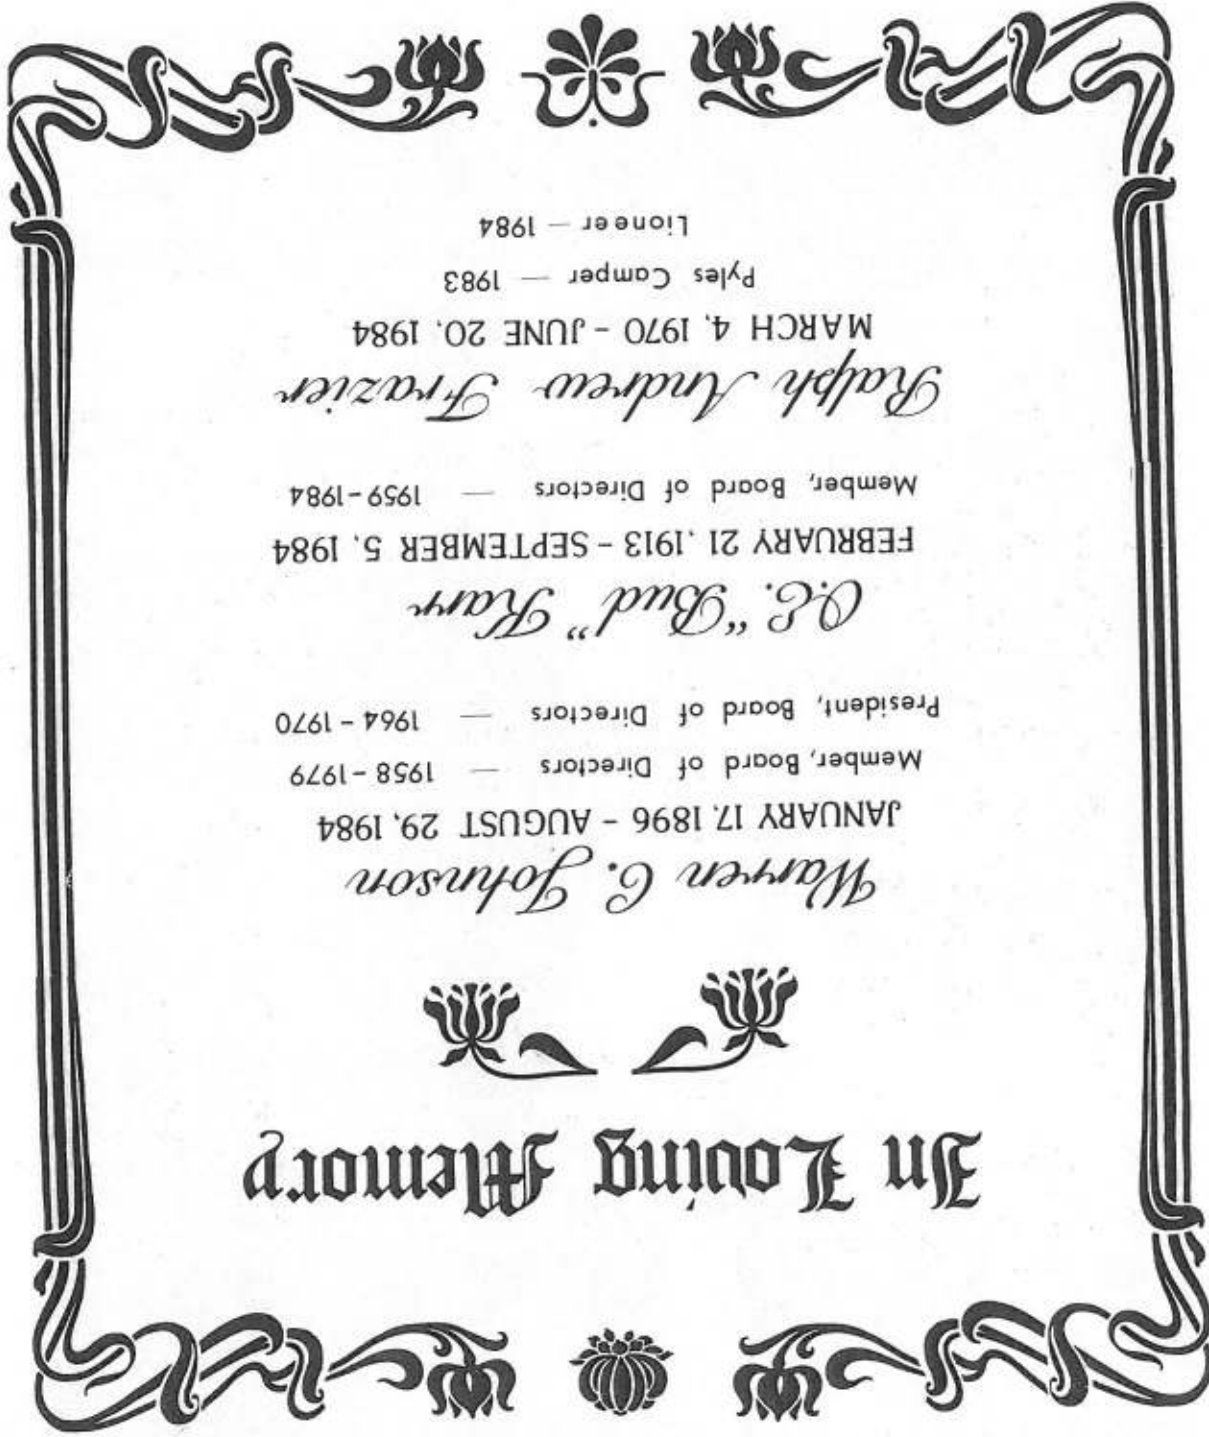 In Loving Memory
Warren C. Johnson
JANUARY 17, 1896 - AUGUST 29, 1984
Member, Board of Directors — 1958 - 1979
President, Board of Directors — 1964 - 1970
O.E. "Bud" Karr
FEBRUARY 21, 1913 - SEPTEMBER 5, 1984
Member, Board of Directors — 1959 - 1984
Ralph Andrew Frazier
MARCH 4, 1970 - JUNE 20, 1984
Pyles Camper — 1983
Lioneer — 1984